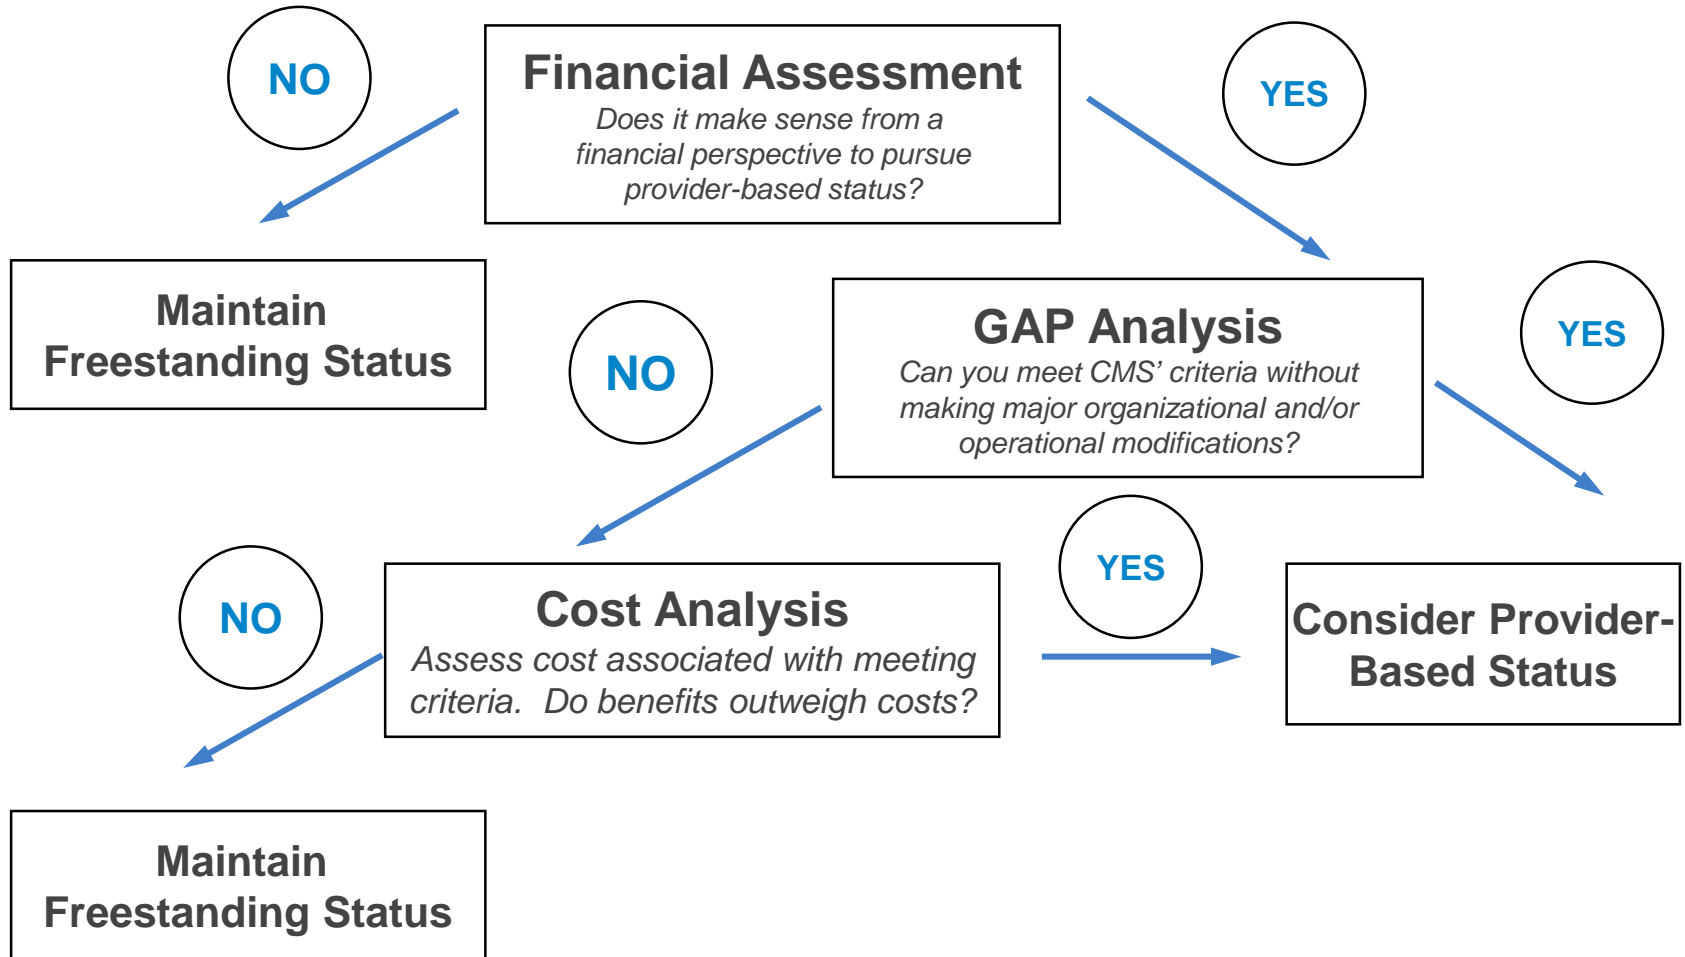 NO
Financial Assessment
Does it make sense from a
financial perspective to pursue
provider-based status?
YES
Maintain
Freestanding Status
NO
GAP Analysis
Can you meet CMS’ criteria without
making major organizational and/or
operational modifications?
YES
NO
Cost Analysis
Assess cost associated with meeting
criteria.  Do benefits outweigh costs?
YES
Consider Provider-
Based Status
Maintain
Freestanding Status